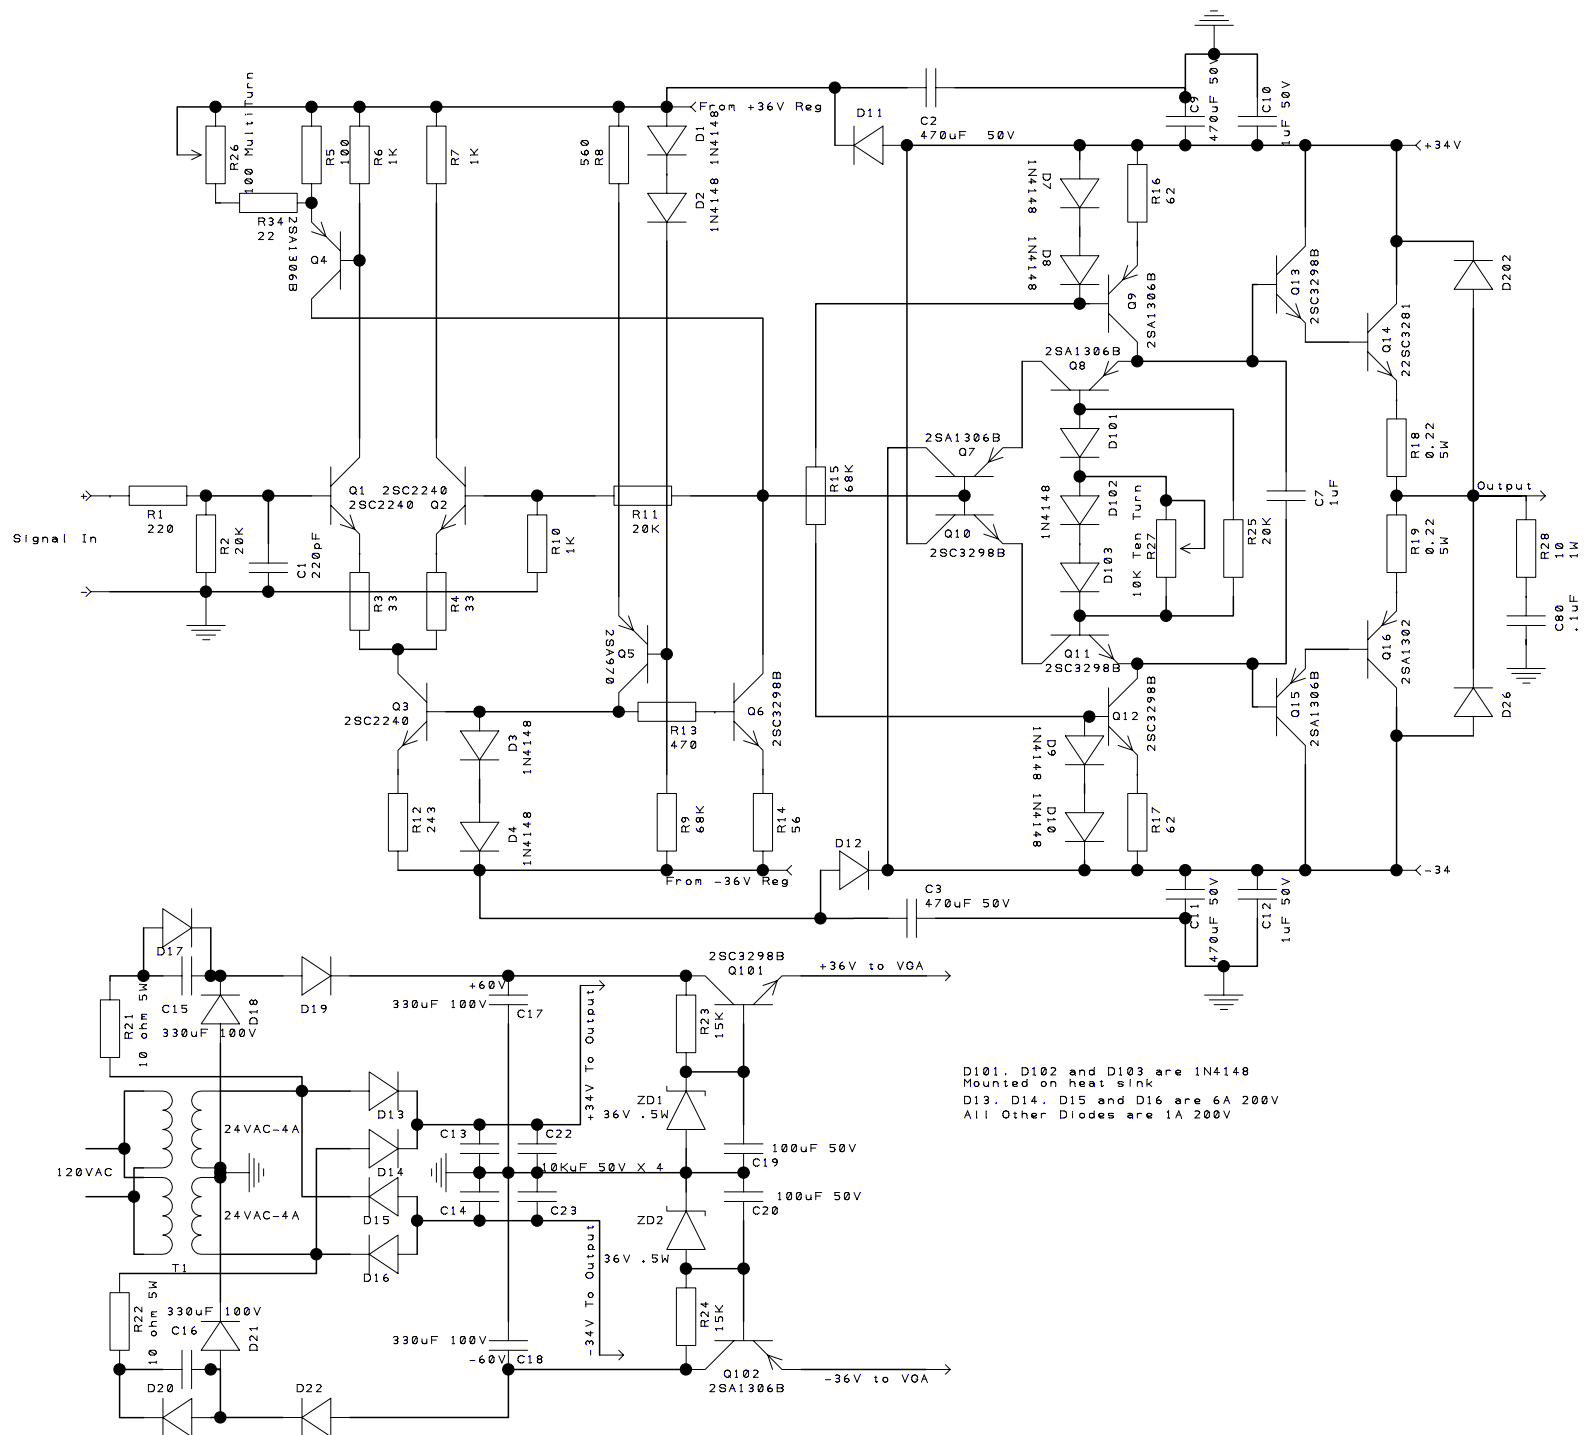 From +36V Reg
C2
470uF 50V
D11
C9
470uF 50V
C10
1uF 50V
+34V
R26
100 MultiTurn
R5
100
R6
1K
R7
1K
560
R8
D1
1N4148
D2
1N4148
R34
22
Q4
2SA1306B
D7
1N4148
D8
1N4148
R16
62
Q9
2SA1306B
Q13
2SC3298B
Q14
22SC3281
D202
2SA1306B
Q8
2SA1306B
Q7
Q10
2SC3298B
D101
D102
1N4148
D103
R27
10K Ten Turn
R25
20K
C7
1uF
R18
0.22
5W
Output
R19
0.22
5W
R28
10
1W
C80
.1uF
+
R1
220
Signal In
-
R2
20K
C1
220pF
Q1
2SC2240
2SC2240
Q2
R11
20K
R10
1K
R15
68K
R3
33
R4
33
Q5
2SA970
Q11
2SC3298B
Q12
2SC3298B
Q15
2SA1306B
Q16
2SA1302
D26
Q3
2SC2240
R13
470
Q6
2SC3298B
D3
1N4148
D4
1N4148
R12
243
R9
68K
R14
56
D9
1N4148
D10
1N4148
R17
62
D12
From -36V Reg
-34
C3
470uF 50V
C11
470uF 50V
C12
1uF 50V
D17
C15
330uF 100V
R21
10 ohm 5W
D18
D19
+60V
330uF 100V
C17
+34V To Output
2SC3298B
Q101
+36V to VGA
R23
15K
D101. D102 and D103 are 1N4148
Mounted on heat sink
D13. D14. D15 and D16 are 6A 200V
All Other Diodes are 1A 200V
ZD1
36V .5W
D13
24VAC-4A
120VAC
D14
C13
C22
10KuF 50V X 4
100uF 50V
C19
D15
C14
C23
100uF 50V
C20
24VAC-4A
ZD2
36V .5W
D16
T1
R22
10 ohm 5W
330uF 100V
C16
D21
330uF 100V
-60V
C18
-34V To Output
R24
15K
Q102
2SA1306B
-36V to VGA
D20
D22